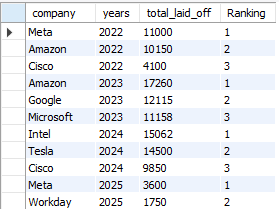 company years total_laid_off Ranking
Meta 2022 11000 1
Amazon 2022 10150 2
Cisco 2022 4100 3
Amazon 2023 17260 1
Google 2023 12115 2
Microsoft 2023 11158 3
Intel 2024 15062 1
Tesla 2024 14500 2
Cisco 2024 9850 3
Meta 2025 3600 1
Workday 2025 1750 2